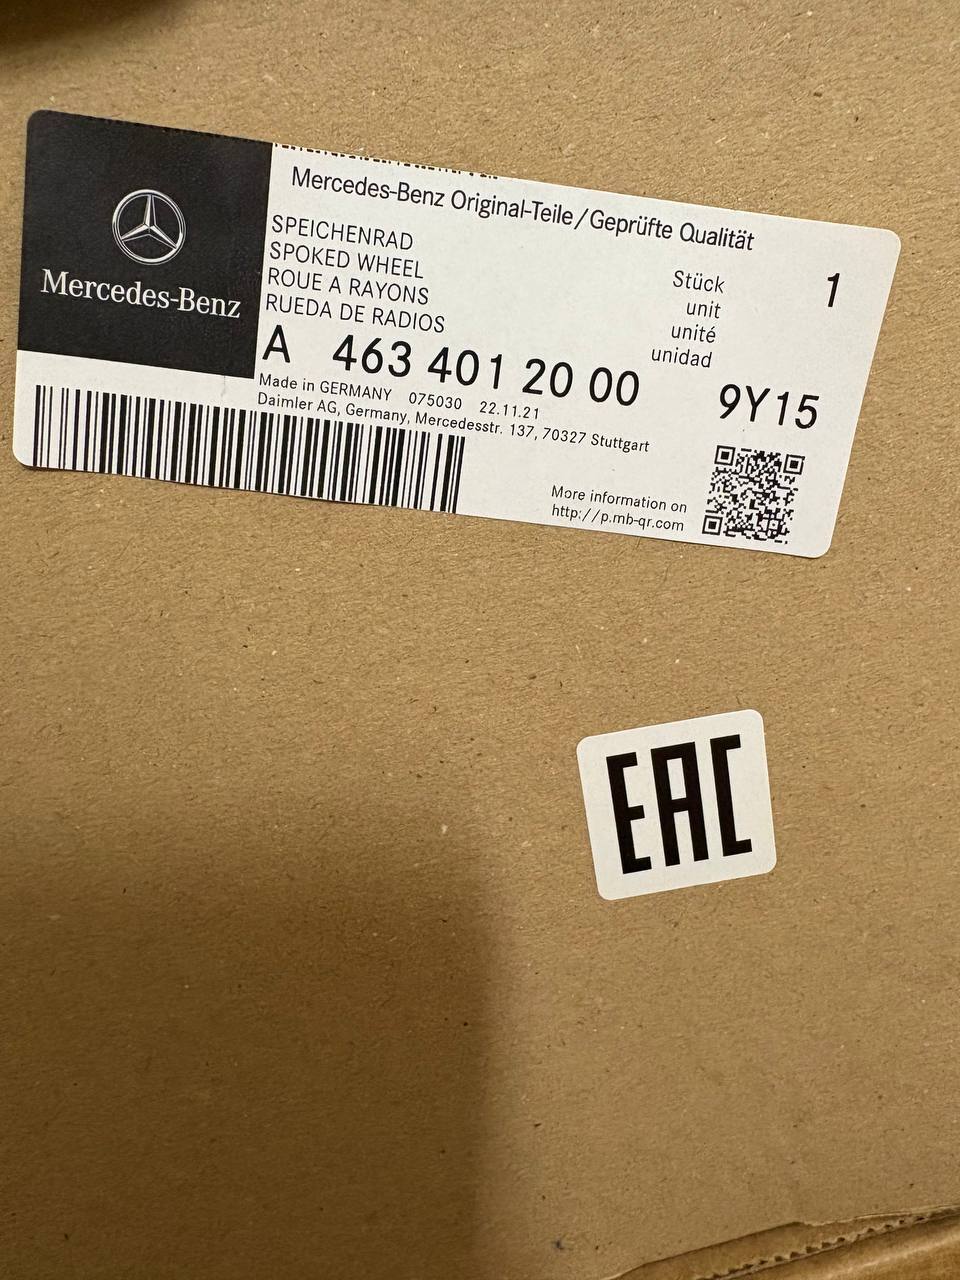 Mercedes-Benz
Mercedes-Benz Original-Teile/Geprüfte Qualität
SPEICHENRAD
SPOKED WHEEL
ROUE A RAYONS
RUEDA DE RADIOS
Stück 1
unit
unité
unidad
A 463 401 20 00 9Y15
Made in GERMANY 075030 22.11.21
Daimler AG, Germany, Mercedesstr. 137, 70327 Stuttgart
More information on
http://p.mb-qr.com
EAC